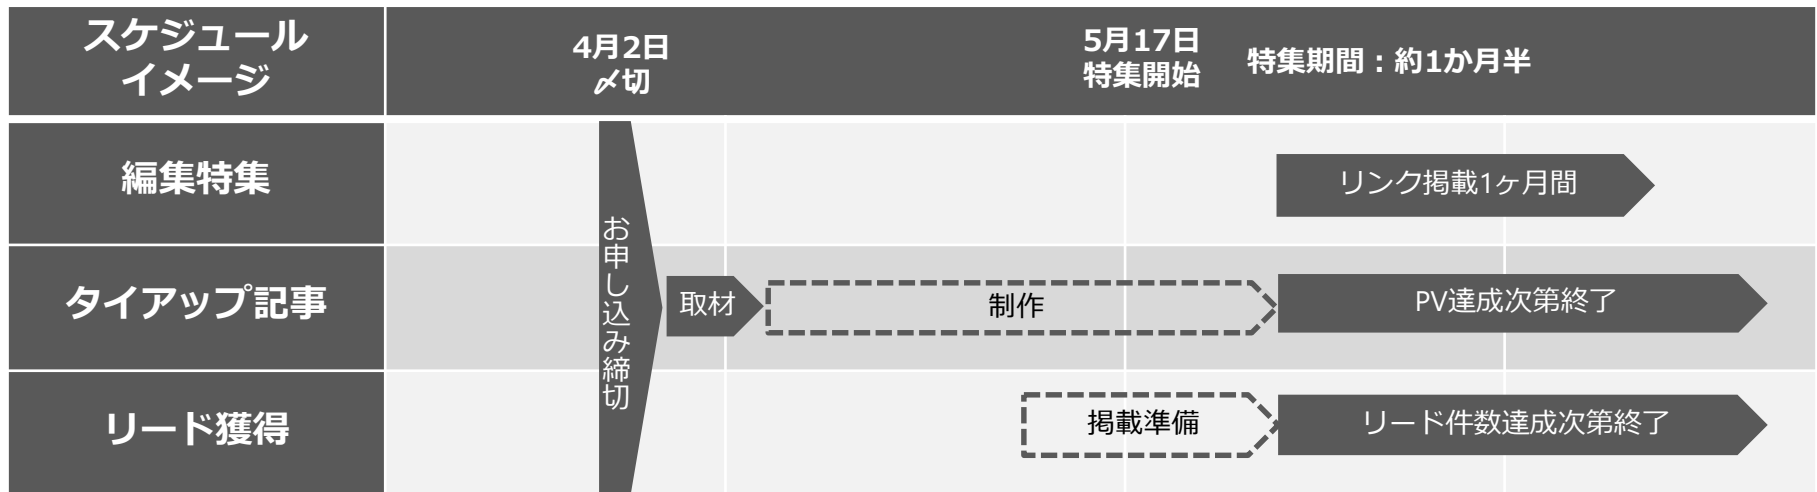 スケジュール
イメージ
4月2日
〆切
5月17日
特集開始
特集期間：約1か月半
編集特集
リンク掲載1ヶ月間
お申し込み締切
タイアップ記事
取材
制作
PV達成次第終了
リード獲得
掲載準備
リード件数達成次第終了